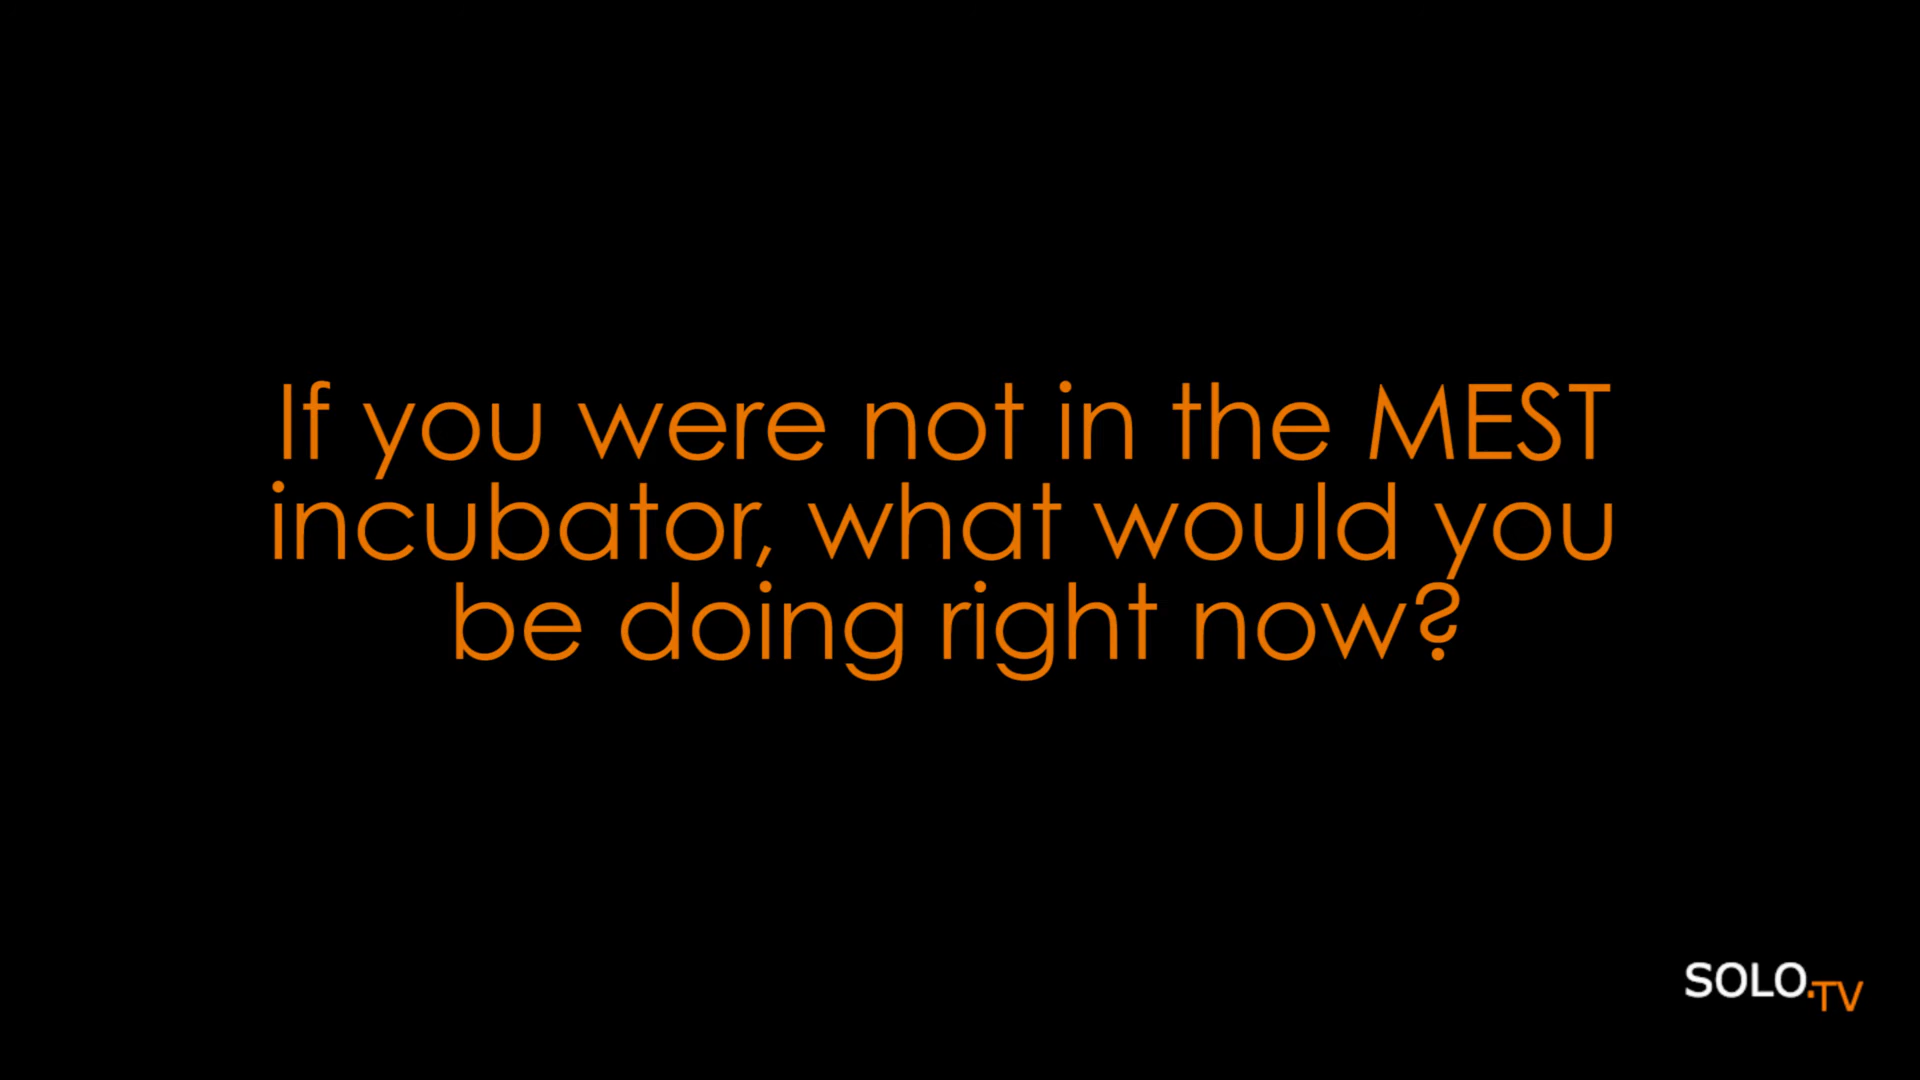 If you were not in the MEST
incubator, what would you
be doing right now?
SOLO.TV